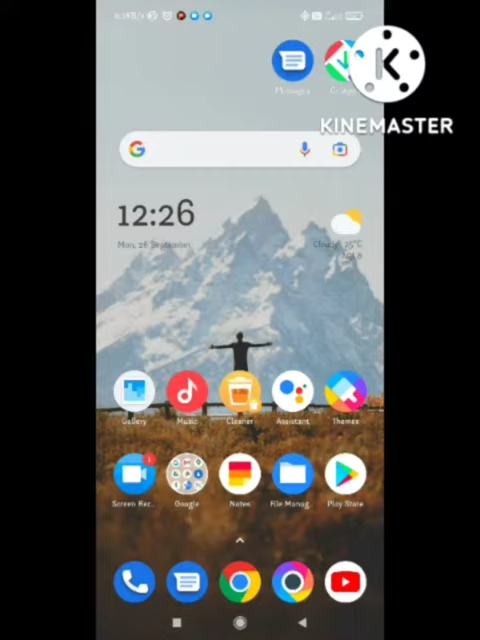 Messages
KINEMASTER
12:26
Mon, 26 September
Cloudy 25°C
Gallery
Music
Cleaner
Assistant
Themes
Screen Rec..
Google
Notes
File Manag..
Play Store